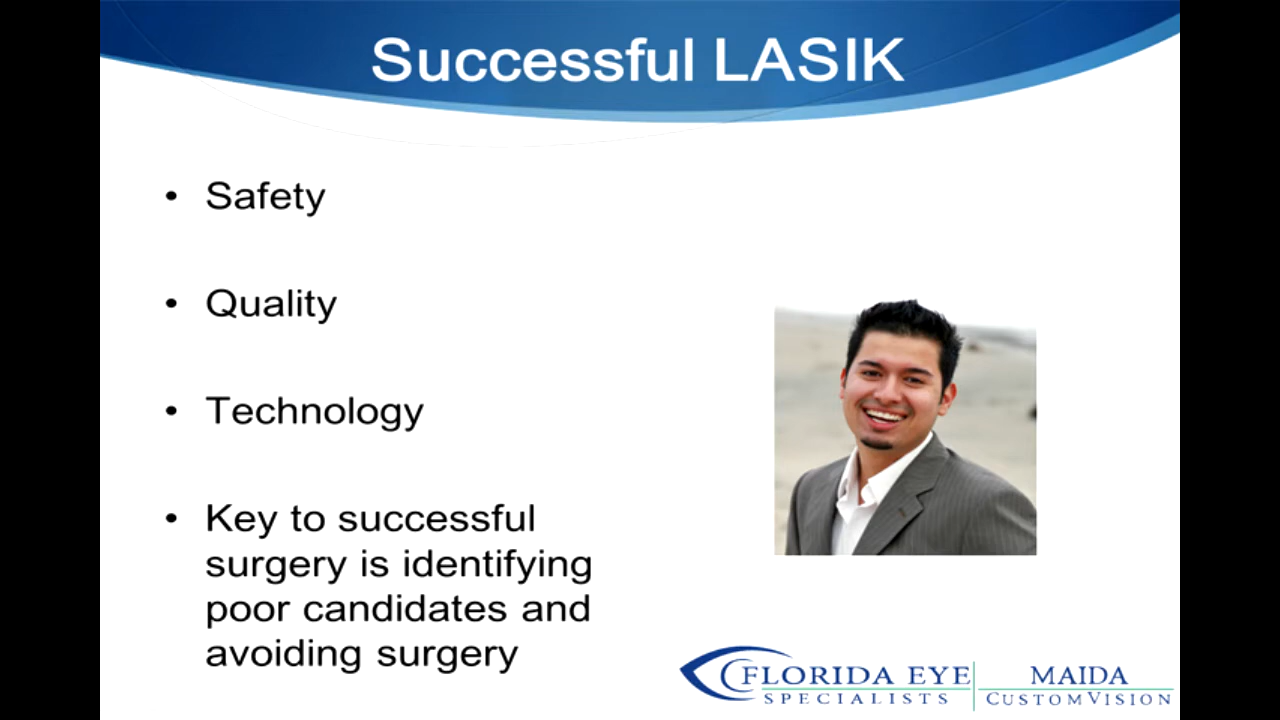 Successful LASIK
• Safety
• Quality
• Technology
• Key to successful
surgery is identifying
poor candidates and
avoiding surgery
FLORIDA EYE
SPECIALISTS
MAIDA
CUSTOMVISION